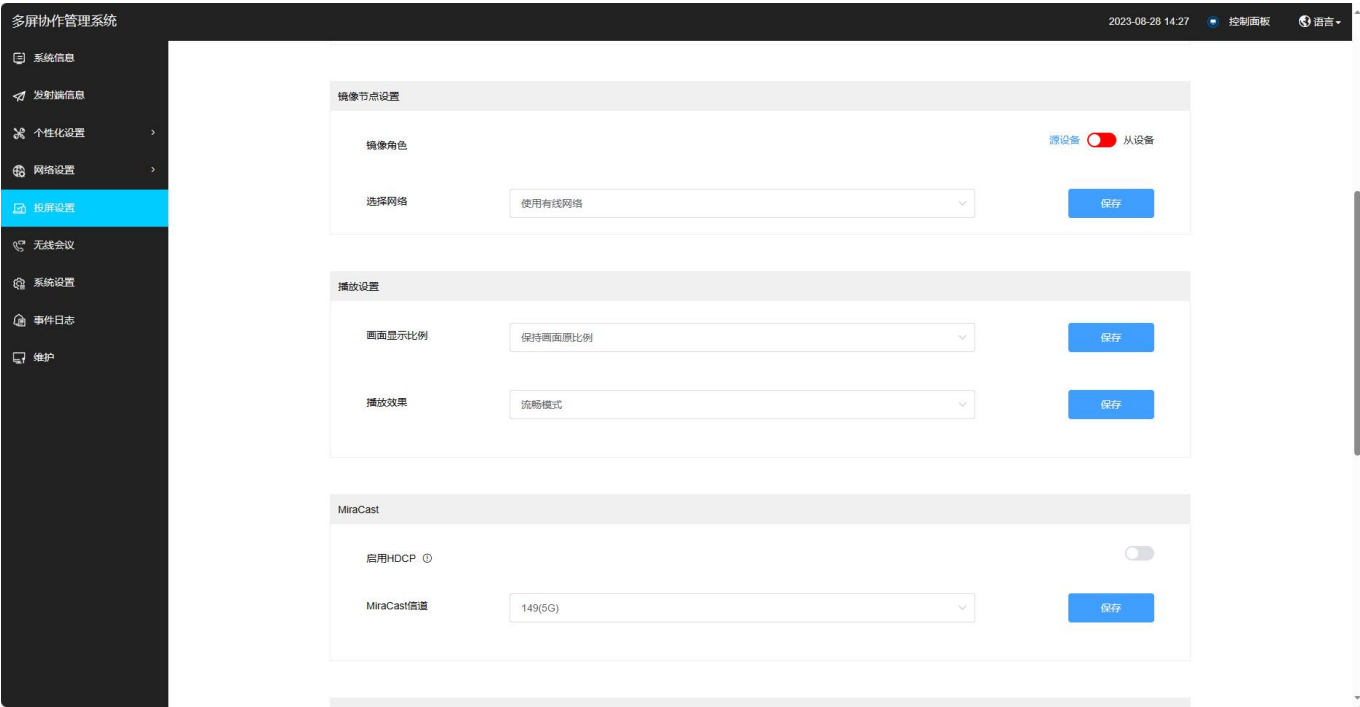 多屏协作管理系统
2023-08-28 14:27 控制面板 语言
系统信息
发射端信息
个性化设置
网络设置
投屏设置
无线会议
系统设置
事件日志
维护
镜像节点设置
镜像角色 源设备 从设备
选择网络 使用有线网络 保存
播放设置
画面显示比例 保持画面原比例 保存
播放效果 流畅模式 保存
MiraCast
启用HDCP
MiraCast信道 149(5G) 保存